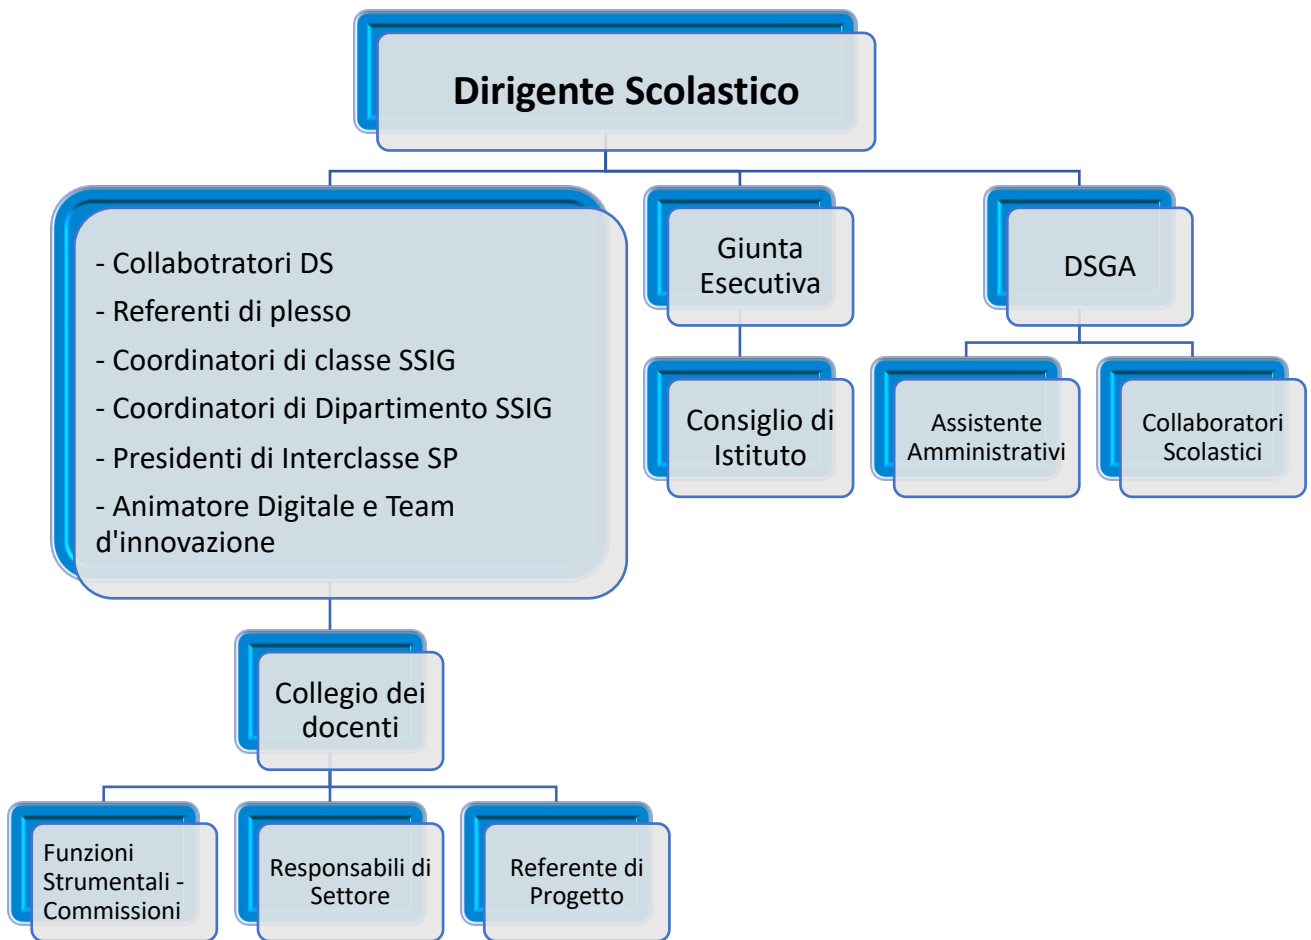 Dirigente Scolastico
- Collabotratori DS
- Referenti di plesso
- Coordinatori di classe SSIG
- Coordinatori di Dipartimento SSIG
- Presidenti di Interclasse SP
- Animatore Digitale e Team
d'innovazione
Giunta
Esecutiva
DSGA
Consiglio di
Istituto
Assistente
Amministrativi
Collaboratori
Scolastici
Collegio dei
docenti
Funzioni
Strumentali -
Commissioni
Responsabili di
Settore
Referente di
Progetto